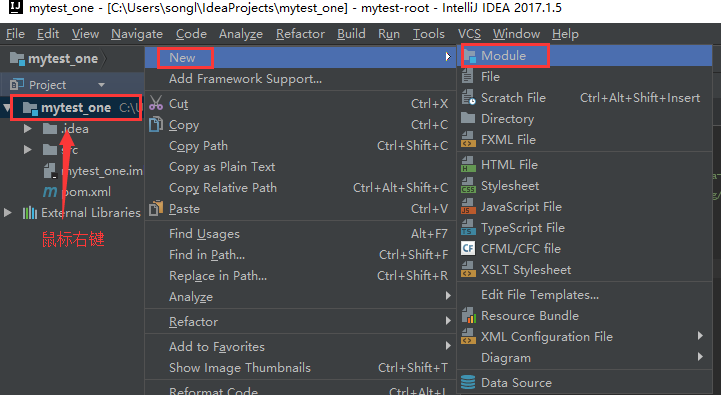 mytest_one - [C:\Users\songl\IdeaProjects\mytest_one] - mytest-root - IntelliJ IDEA 2017.1.5
File Edit View Navigate Code Analyze Refactor Build Run Tools VCS Window Help
mytest_one
Project
mytest_one C:\U
.idea
src
mytest_one.im
pom.xml
External Libraries
鼠标右键
New
Add Framework Support...
Cut Ctrl+X
Copy Ctrl+C
Copy Path Ctrl+Shift+C
Copy as Plain Text
Copy Relative Path Ctrl+Alt+Shift+C
Paste Ctrl+V
Find Usages Alt+F7
Find in Path... Ctrl+Shift+F
Replace in Path... Ctrl+Shift+R
Analyze
Refactor
Add to Favorites
Show Image Thumbnails Ctrl+Shift+T
Reformat Code Ctrl+Alt+L
Module
File
Scratch File Ctrl+Alt+Shift+Insert
Directory
FXML File
HTML File
Stylesheet
JavaScript File
TypeScript File
CFML/CFC file
XSLT Stylesheet
Edit File Templates...
Resource Bundle
XML Configuration File
Diagram
Data Source